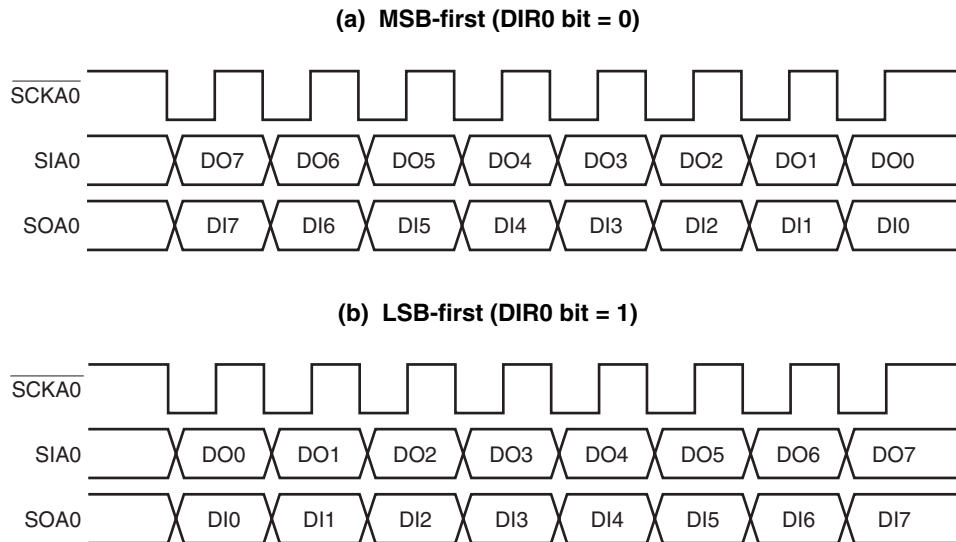 (a) MSB-first (DIR0 bit = 0)
SCKA0
SIA0 DO7 DO6 DO5 DO4 DO3 DO2 DO1 DO0
SOA0 DI7 DI6 DI5 DI4 DI3 DI2 DI1 DI0
(b) LSB-first (DIR0 bit = 1)
SCKA0
SIA0 DO0 DO1 DO2 DO3 DO4 DO5 DO6 DO7
SOA0 DI0 DI1 DI2 DI3 DI4 DI5 DI6 DI7